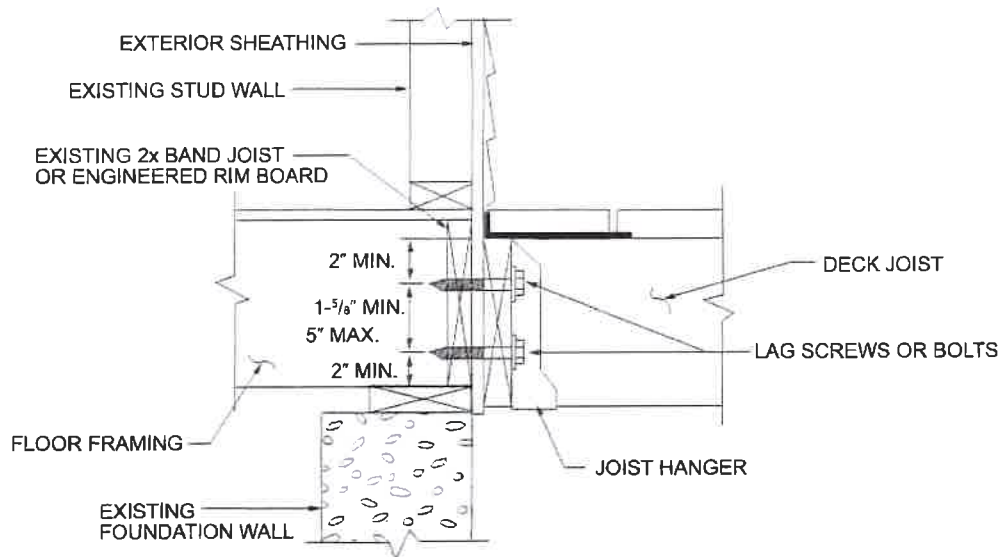 EXTERIOR SHEATHING
EXISTING STUD WALL
EXISTING 2x BAND JOIST
OR ENGINEERED RIM BOARD
2" MIN.
1-5/8" MIN.
5" MAX.
2" MIN.
DECK JOIST
LAG SCREWS OR BOLTS
FLOOR FRAMING
JOIST HANGER
EXISTING
FOUNDATION WALL